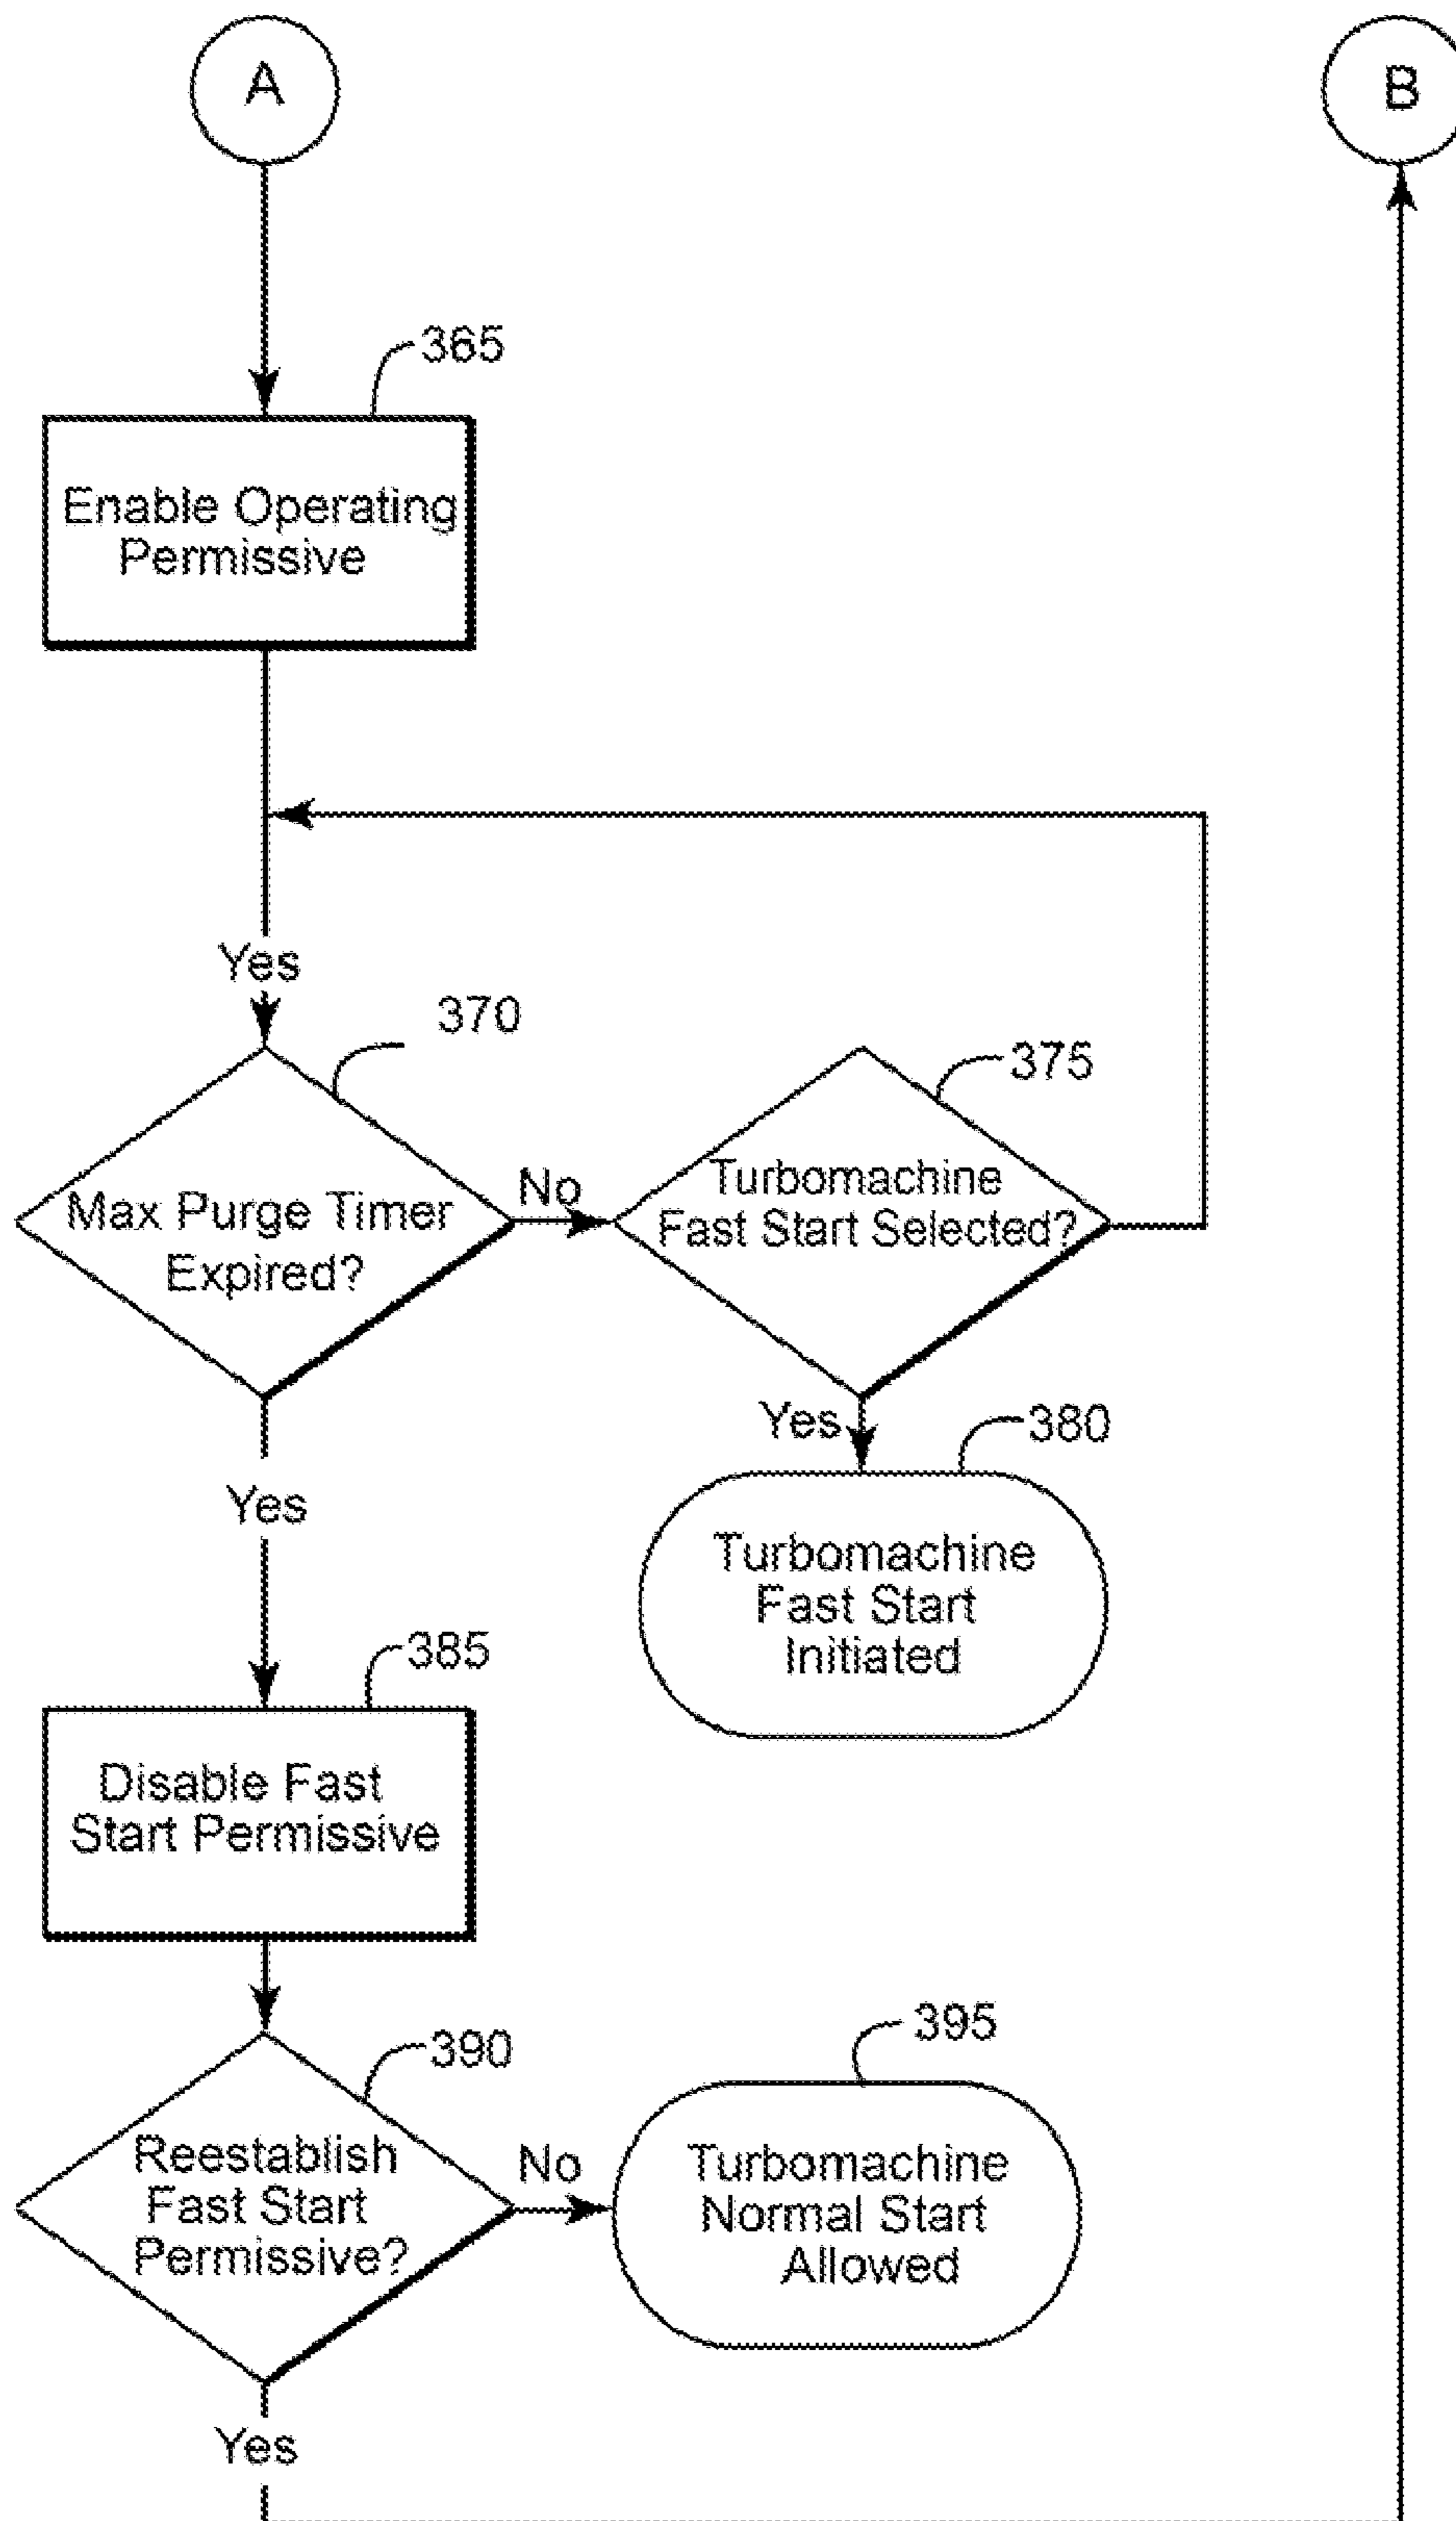 A
B
365
Enable Operating
Permissive
Yes
370
375
Max Purge Timer
Expired?
No
Turbomachine
Fast Start Selected?
Yes
380
Yes
Turbomachine
Fast Start
Initiated
385
Disable Fast
Start Permissive
390
395
Reestablish
Fast Start
Permissive?
No
Turbomachine
Normal Start
Allowed
Yes